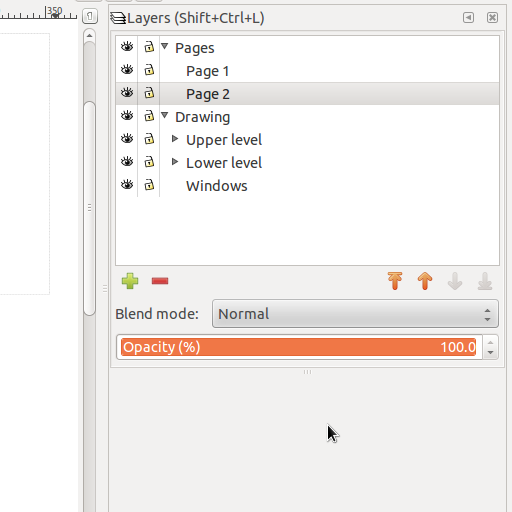 350
Layers (Shift+Ctrl+L)
Pages
Page 1
Page 2
Drawing
Upper level
Lower level
Windows
Blend mode: Normal
Opacity (%) 100.0